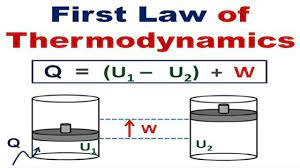 First Law of
Thermodynamics
Q = (U₁ − U₂) + W
W
U₁
U₂
Q